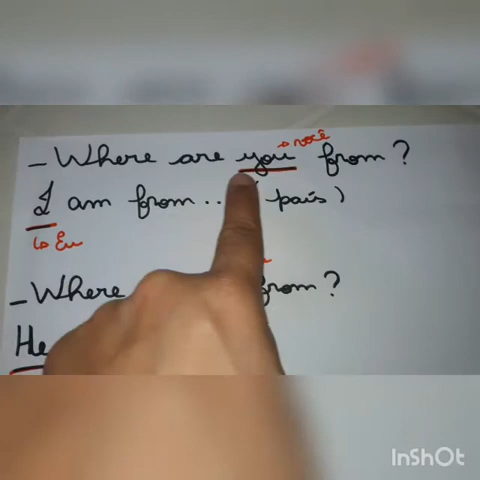 - Where are you from?
→ você
I am from .. ( país )
↳ Eu
- Where from?
He
InShOt